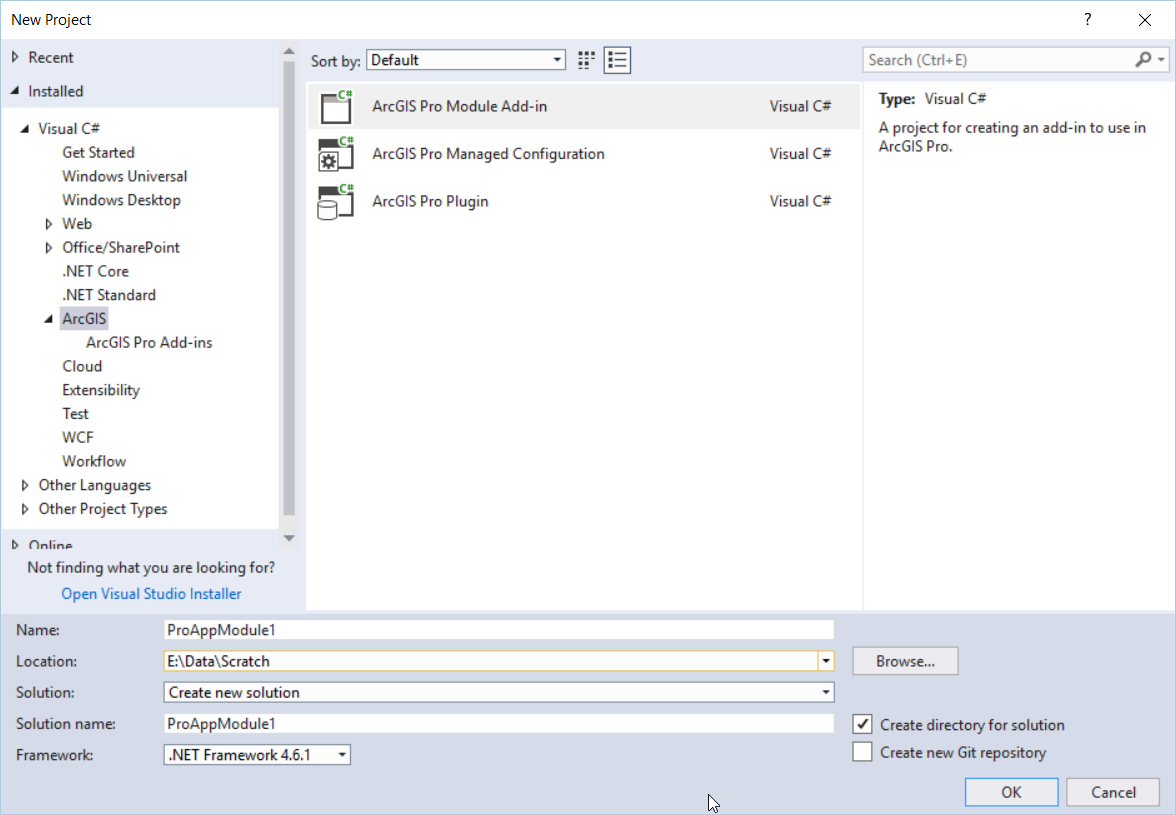 New Project
?
Recent
Installed
Visual C#
Get Started
Windows Universal
Windows Desktop
Web
Office/SharePoint
.NET Core
.NET Standard
ArcGIS
ArcGIS Pro Add-ins
Cloud
Extensibility
Test
WCF
Workflow
Other Languages
Other Project Types
Online
Not finding what you are looking for?
Open Visual Studio Installer
Sort by: Default
C# ArcGIS Pro Module Add-in Visual C#
C# ArcGIS Pro Managed Configuration Visual C#
C# ArcGIS Pro Plugin Visual C#
Search (Ctrl+E)
Type: Visual C#
A project for creating an add-in to use in
ArcGIS Pro.
Name: ProAppModule1
Location: E:\Data\Scratch Browse...
Solution: Create new solution
Solution name: ProAppModule1 Create directory for solution
Framework: .NET Framework 4.6.1 Create new Git repository
OK Cancel